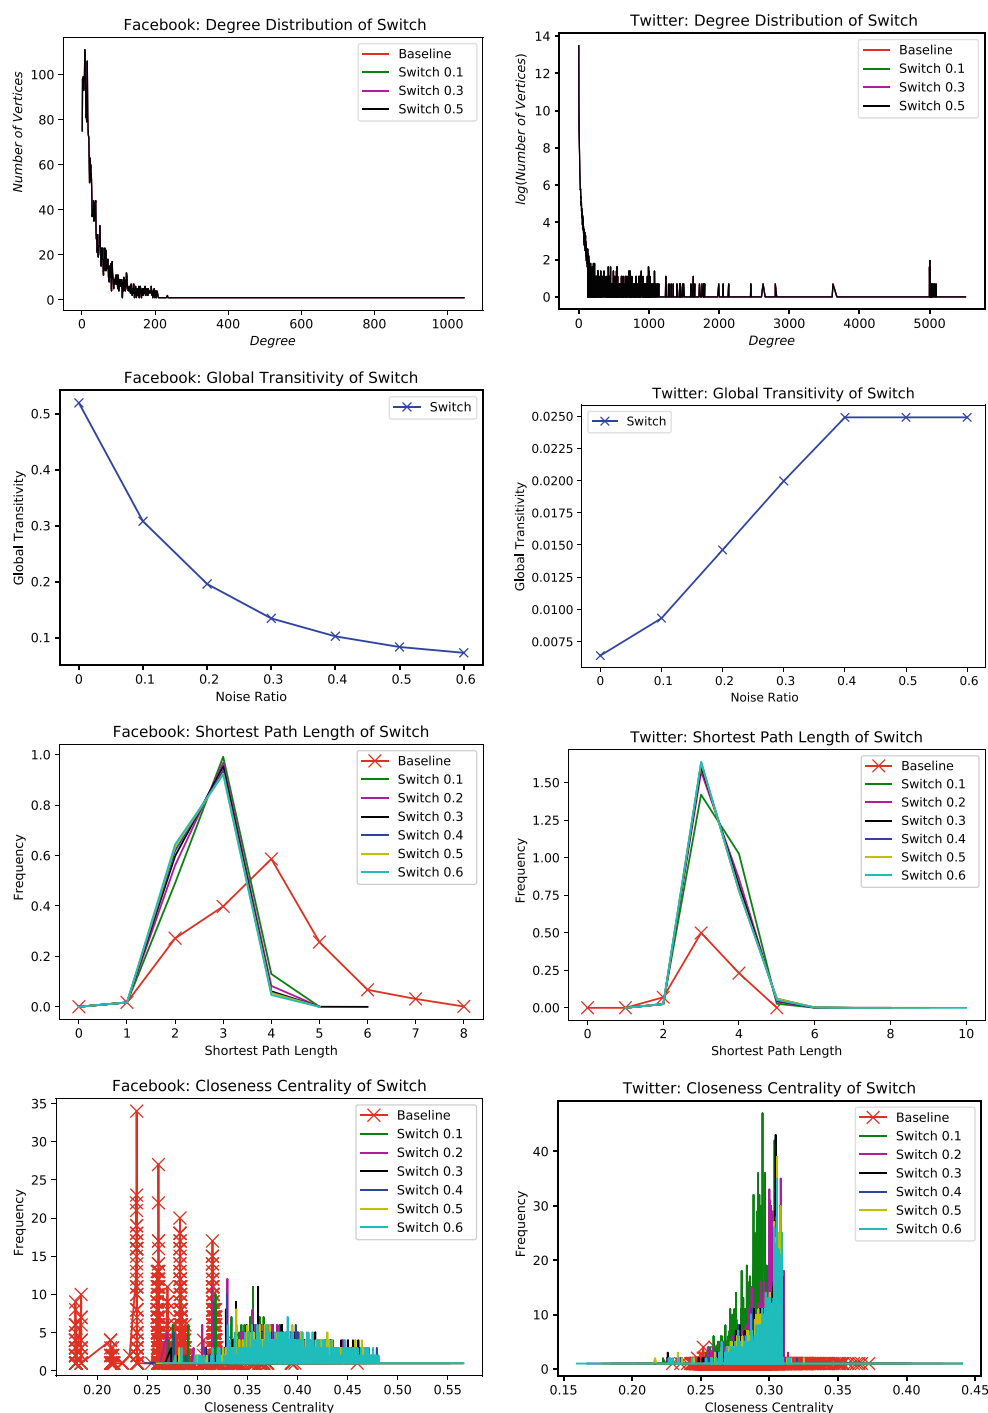 Facebook: Degree Distribution of Switch
Number of Vertices
100
80
60
40
20
0
0 200 400 600 800 1000
Degree
Baseline
Switch 0.1
Switch 0.3
Switch 0.5
Twitter: Degree Distribution of Switch
log(Number of Vertices)
14
12
10
8
6
4
2
0
0 1000 2000 3000 4000 5000
Degree
Baseline
Switch 0.1
Switch 0.3
Switch 0.5
Facebook: Global Transitivity of Switch
Global Transitivity
0.5
0.4
0.3
0.2
0.1
0 0.1 0.2 0.3 0.4 0.5 0.6
Noise Ratio
Switch
Twitter: Global Transitivity of Switch
Global Transitivity
0.0250
0.0225
0.0200
0.0175
0.0150
0.0125
0.0100
0.0075
0 0.1 0.2 0.3 0.4 0.5 0.6
Noise Ratio
Switch
Facebook: Shortest Path Length of Switch
Frequency
1.0
0.8
0.6
0.4
0.2
0.0
0 1 2 3 4 5 6 7 8
Shortest Path Length
Baseline
Switch 0.1
Switch 0.2
Switch 0.3
Switch 0.4
Switch 0.5
Switch 0.6
Twitter: Shortest Path Length of Switch
Frequency
1.50
1.25
1.00
0.75
0.50
0.25
0.00
0 2 4 6 8 10
Shortest Path Length
Baseline
Switch 0.1
Switch 0.2
Switch 0.3
Switch 0.4
Switch 0.5
Switch 0.6
Facebook: Closeness Centrality of Switch
Frequency
35
30
25
20
15
10
5
0
0.20 0.25 0.30 0.35 0.40 0.45 0.50 0.55
Closeness Centrality
Baseline
Switch 0.1
Switch 0.2
Switch 0.3
Switch 0.4
Switch 0.5
Switch 0.6
Twitter: Closeness Centrality of Switch
Frequency
40
30
20
10
0
0.15 0.20 0.25 0.30 0.35 0.40 0.45
Closeness Centrality
Baseline
Switch 0.1
Switch 0.2
Switch 0.3
Switch 0.4
Switch 0.5
Switch 0.6